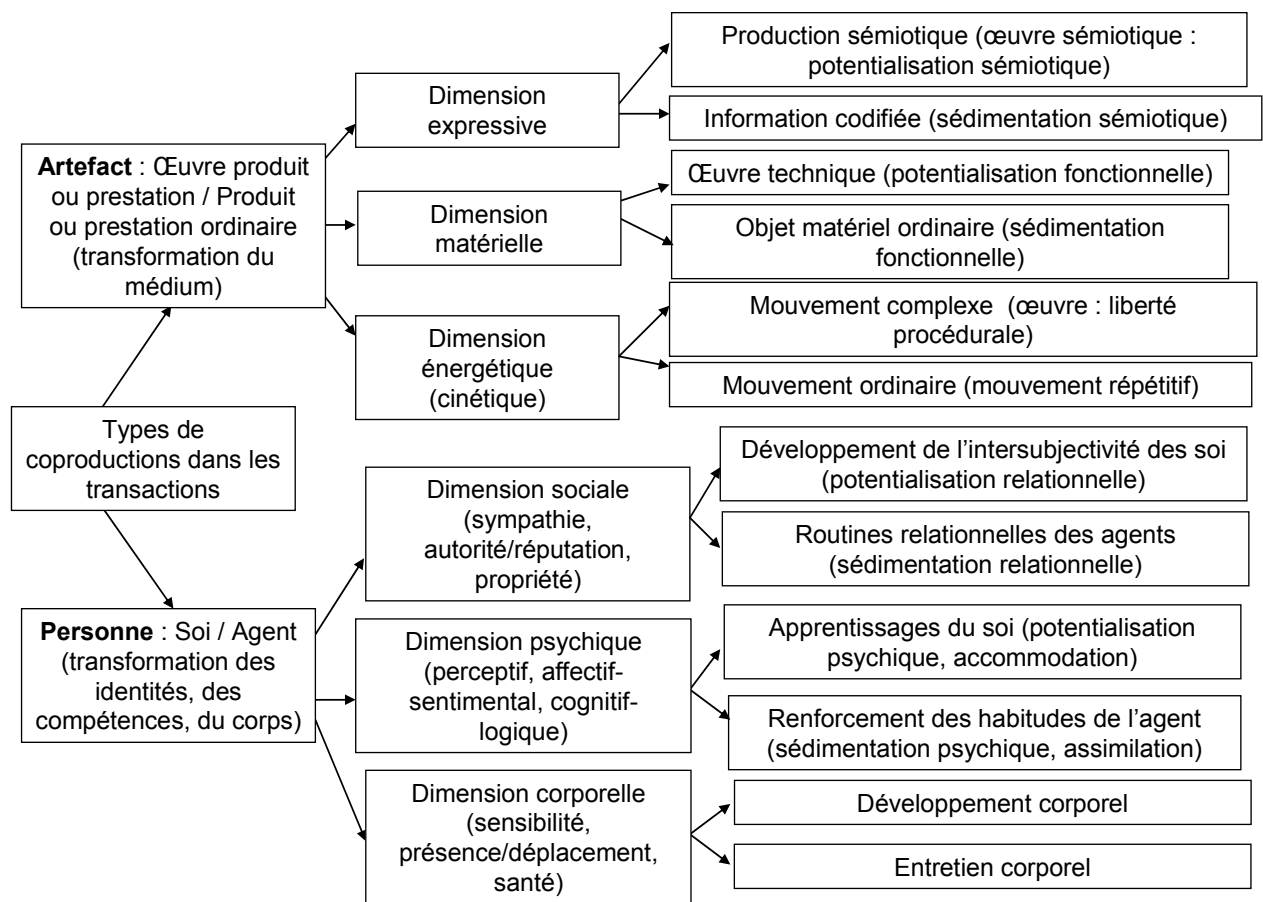 Production sémiotique (œuvre sémiotique :
potentialisation sémiotique)
Dimension
expressive
Information codifiée (sédimentation sémiotique)
Artefact : Œuvre produit
ou prestation / Produit
ou prestation ordinaire
(transformation du
médium)
Œuvre technique (potentialisation fonctionnelle)
Dimension
matérielle
Objet matériel ordinaire (sédimentation
fonctionnelle)
Mouvement complexe (œuvre : liberté
procédurale)
Dimension
énergétique
(cinétique)
Mouvement ordinaire (mouvement répétitif)
Types de
coproductions dans les
transactions
Développement de l’intersubjectivité des soi
(potentialisation relationnelle)
Dimension sociale
(sympathie,
autorité/réputation,
propriété)
Routines relationnelles des agents
(sédimentation relationnelle)
Personne : Soi / Agent
(transformation des
identités, des
compétences, du corps)
Apprentissages du soi (potentialisation
psychique, accommodation)
Dimension psychique
(perceptif, affectif-
sentimental, cognitif-
logique)
Renforcement des habitudes de l’agent
(sédimentation psychique, assimilation)
Dimension corporelle
(sensibilité,
présence/déplacement,
santé)
Développement corporel
Entretien corporel